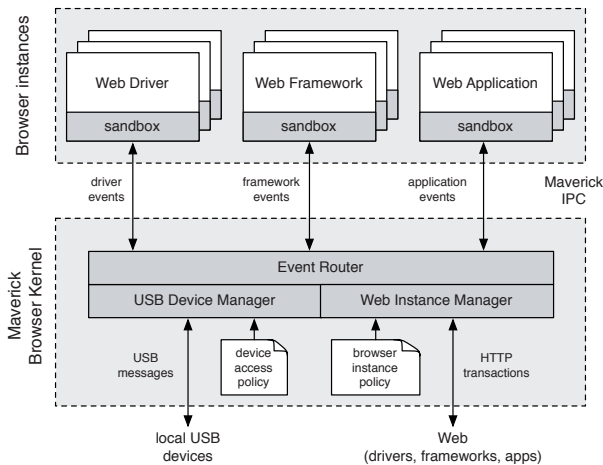 Browser instances
Web Driver
sandbox
Web Framework
sandbox
Web Application
sandbox
driver
events
framework
events
application
events
Maverick
IPC
Maverick
Browser Kernel
Event Router
USB Device Manager
Web Instance Manager
USB
messages
device
access
policy
browser
instance
policy
HTTP
transactions
local USB
devices
Web
(drivers, frameworks, apps)